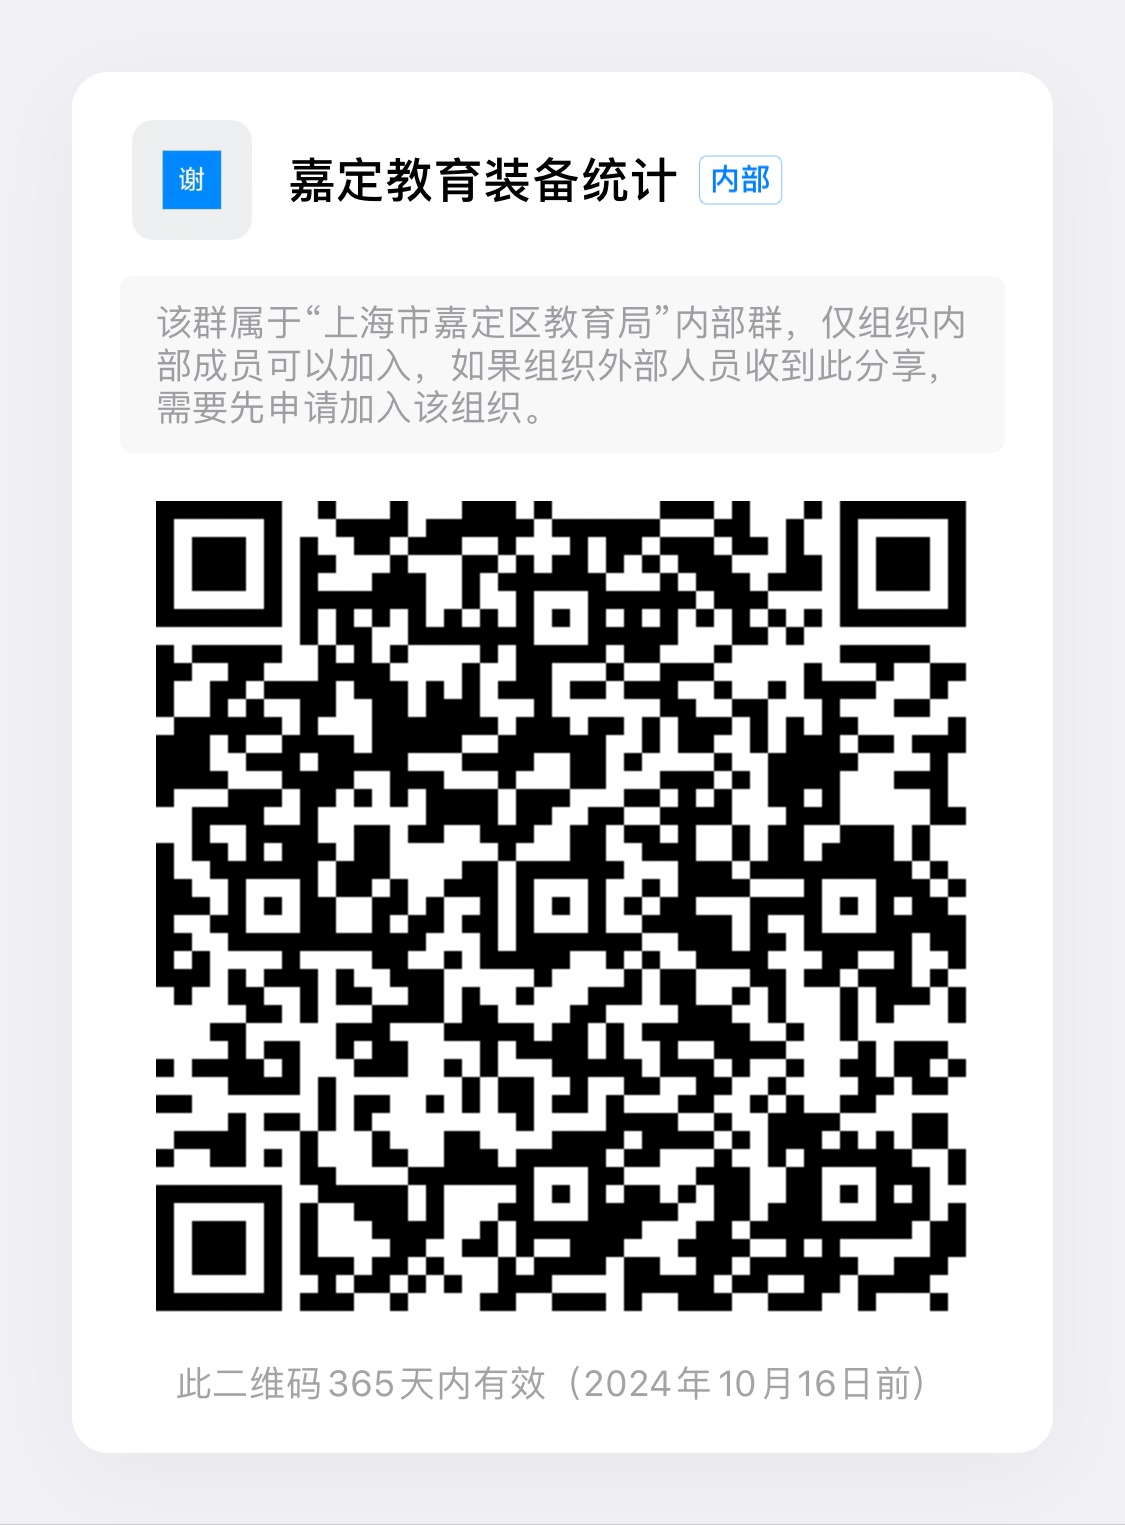 谢
嘉定教育装备统计 内部
该群属于“上海市嘉定区教育局”内部群，仅组织内
部成员可以加入，如果组织外部人员收到此分享，
需要先申请加入该组织。
此二维码365天内有效（2024年10月16日前）